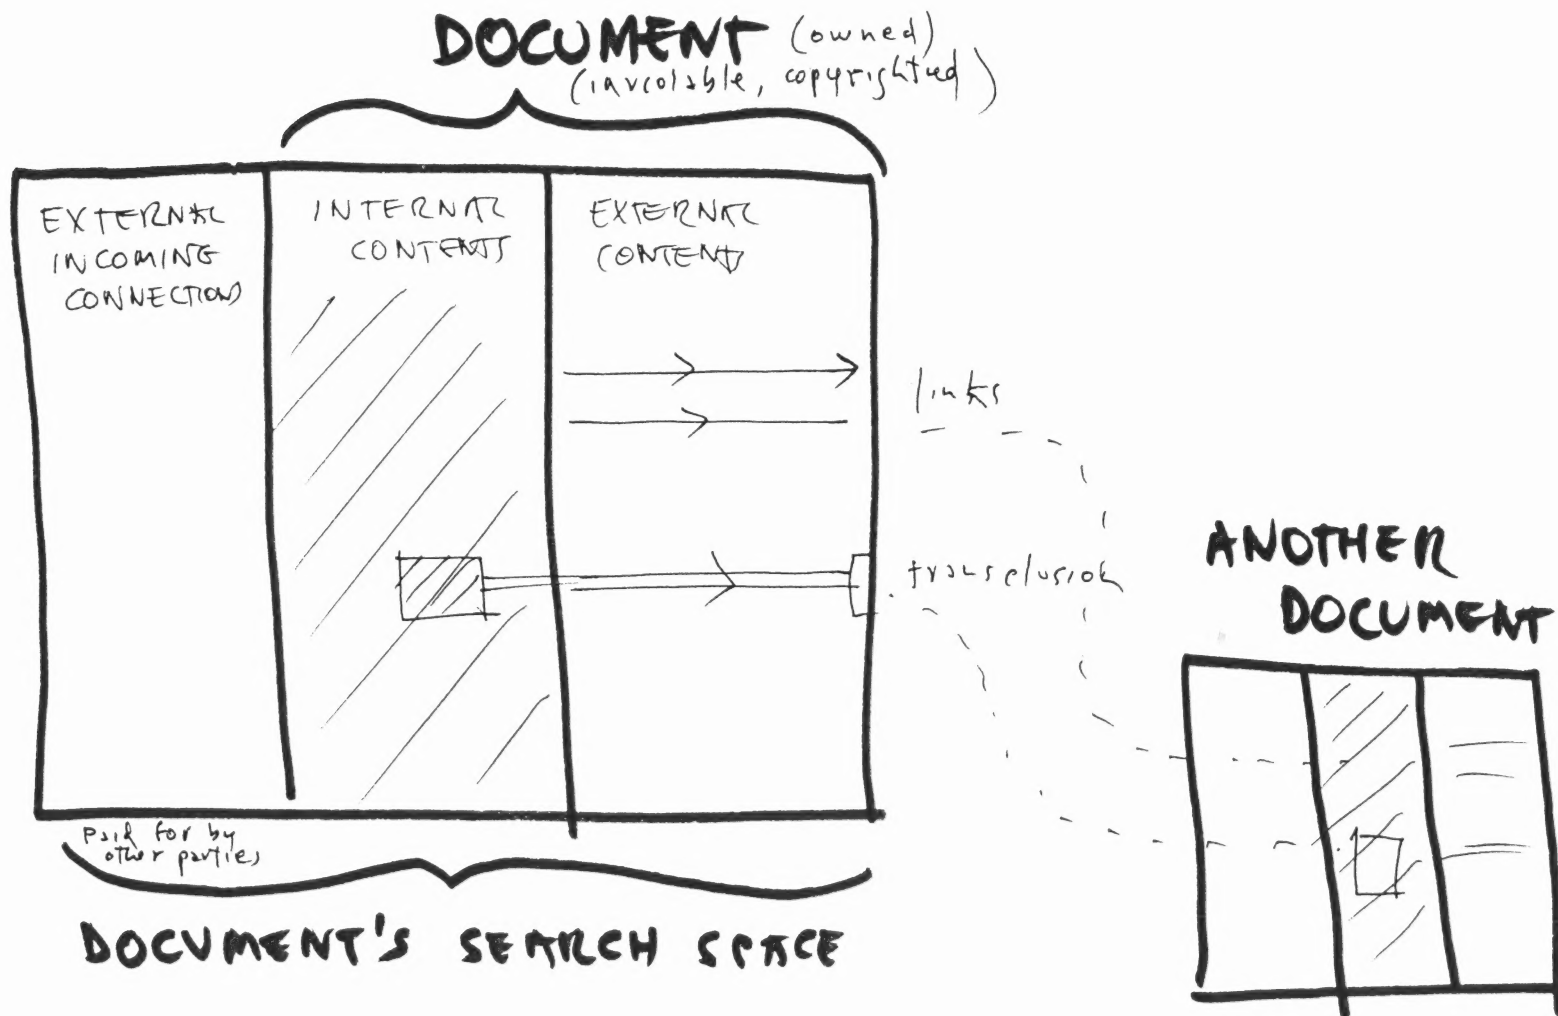 DOCUMENT (owned)
(inviolable, copyrighted)
EXTERNAL
INCOMING
CONNECTIONS
INTERNAL
CONTENTS
EXTERNAL
CONTENTS
links
transclusion
ANOTHER
DOCUMENT
Paid for by
other parties
DOCUMENT'S SEARCH SPACE